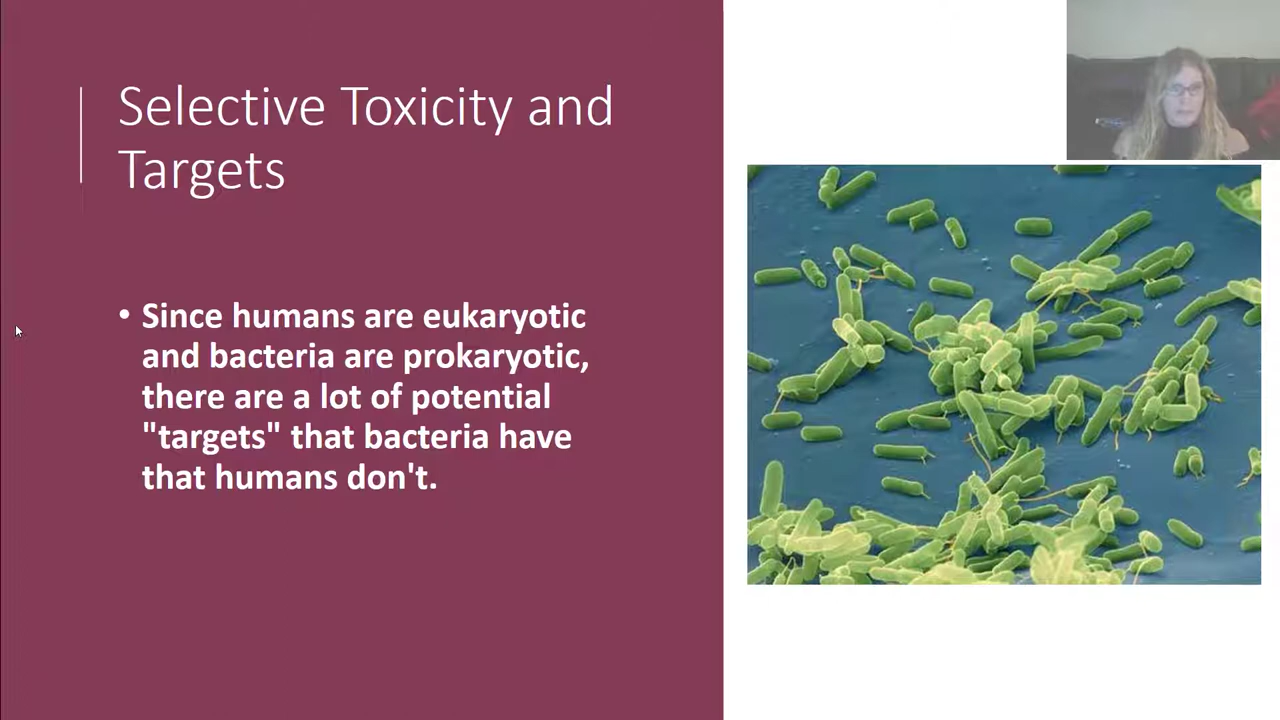 Selective Toxicity and
Targets
• Since humans are eukaryotic
and bacteria are prokaryotic,
there are a lot of potential
"targets" that bacteria have
that humans don't.